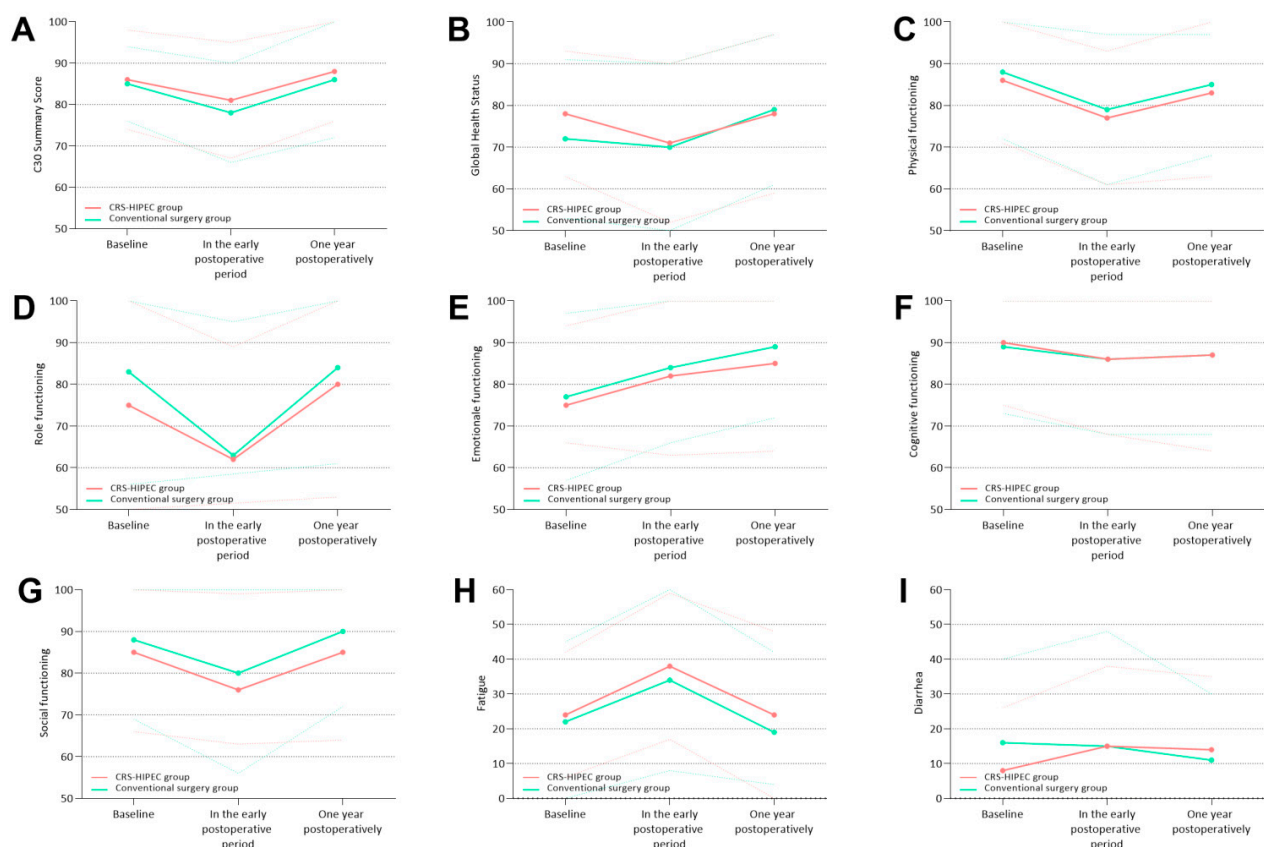 A
C30 Summary Score
100
90
80
70
60
50
CRS-HIPEC group
Conventional surgery group
Baseline
In the early
postoperative
period
One year
postoperatively
B
Global Health Status
100
90
80
70
60
50
CRS-HIPEC group
Conventional surgery group
Baseline
In the early
postoperative
period
One year
postoperatively
C
Physical functioning
100
90
80
70
60
50
CRS-HIPEC group
Conventional surgery group
Baseline
In the early
postoperative
period
One year
postoperatively
D
Role functioning
100
90
80
70
60
50
CRS-HIPEC group
Conventional surgery group
Baseline
In the early
postoperative
period
One year
postoperatively
E
Emotionale functioning
100
90
80
70
60
50
CRS-HIPEC group
Conventional surgery group
Baseline
In the early
postoperative
period
One year
postoperatively
F
Cognitive functioning
100
90
80
70
60
50
CRS-HIPEC group
Conventional surgery group
Baseline
In the early
postoperative
period
One year
postoperatively
G
Social functioning
100
90
80
70
60
50
CRS-HIPEC group
Conventional surgery group
Baseline
In the early
postoperative
period
One year
postoperatively
H
Fatigue
60
50
40
30
20
10
0
CRS-HIPEC group
Conventional surgery group
Baseline
In the early
postoperative
period
One year
postoperatively
I
Diarrhea
60
50
40
30
20
10
0
CRS-HIPEC group
Conventional surgery group
Baseline
In the early
postoperative
period
One year
postoperatively